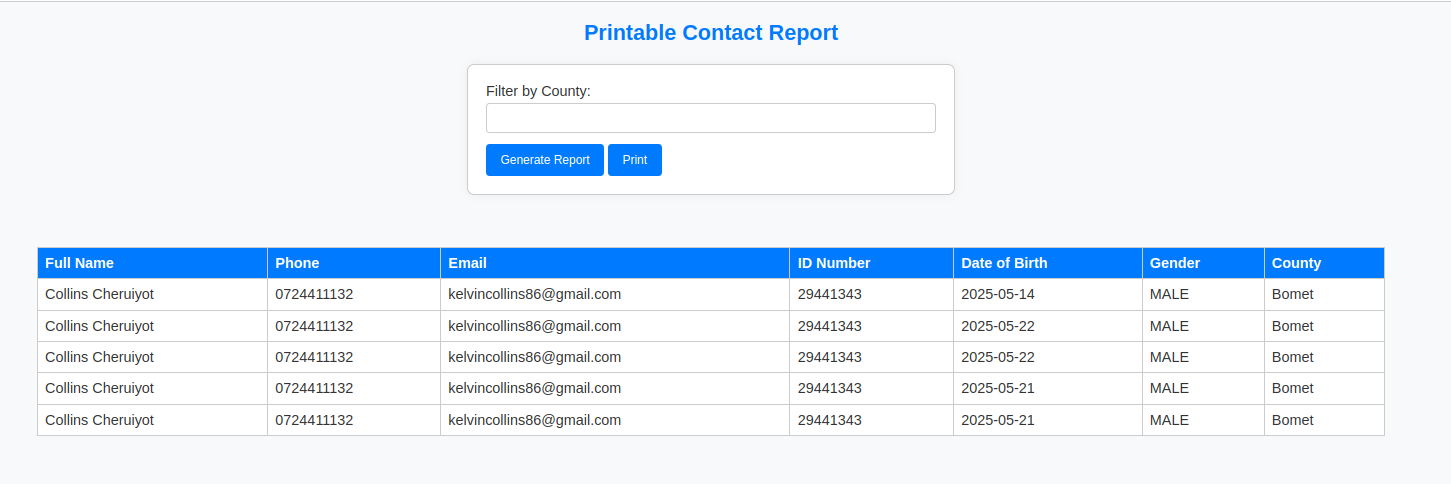 Printable Contact Report
Filter by County:
Generate Report Print
Full Name Phone Email ID Number Date of Birth Gender County
Collins Cheruiyot 0724411132 kelvincollins86@gmail.com 29441343 2025-05-14 MALE Bomet
Collins Cheruiyot 0724411132 kelvincollins86@gmail.com 29441343 2025-05-22 MALE Bomet
Collins Cheruiyot 0724411132 kelvincollins86@gmail.com 29441343 2025-05-22 MALE Bomet
Collins Cheruiyot 0724411132 kelvincollins86@gmail.com 29441343 2025-05-21 MALE Bomet
Collins Cheruiyot 0724411132 kelvincollins86@gmail.com 29441343 2025-05-21 MALE Bomet